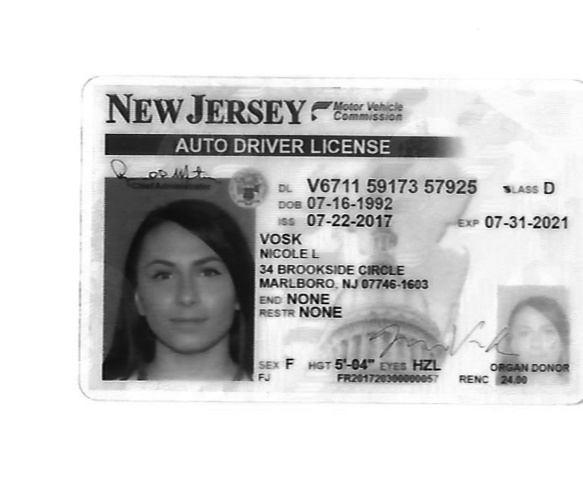 NEW JERSEY Motor Vehicle Commission
AUTO DRIVER LICENSE
Chief Administrator
DL V6711 59173 57925 CLASS D
DOB 07-16-1992
ISS 07-22-2017 EXP 07-31-2021
VOSK
NICOLE L
34 BROOKSIDE CIRCLE
MARLBORO, NJ 07746-1603
END NONE
RESTR NONE
SEX F HGT 5'-04" EYES HZL ORGAN DONOR
FJ FR201720300000057 RENC 24.00